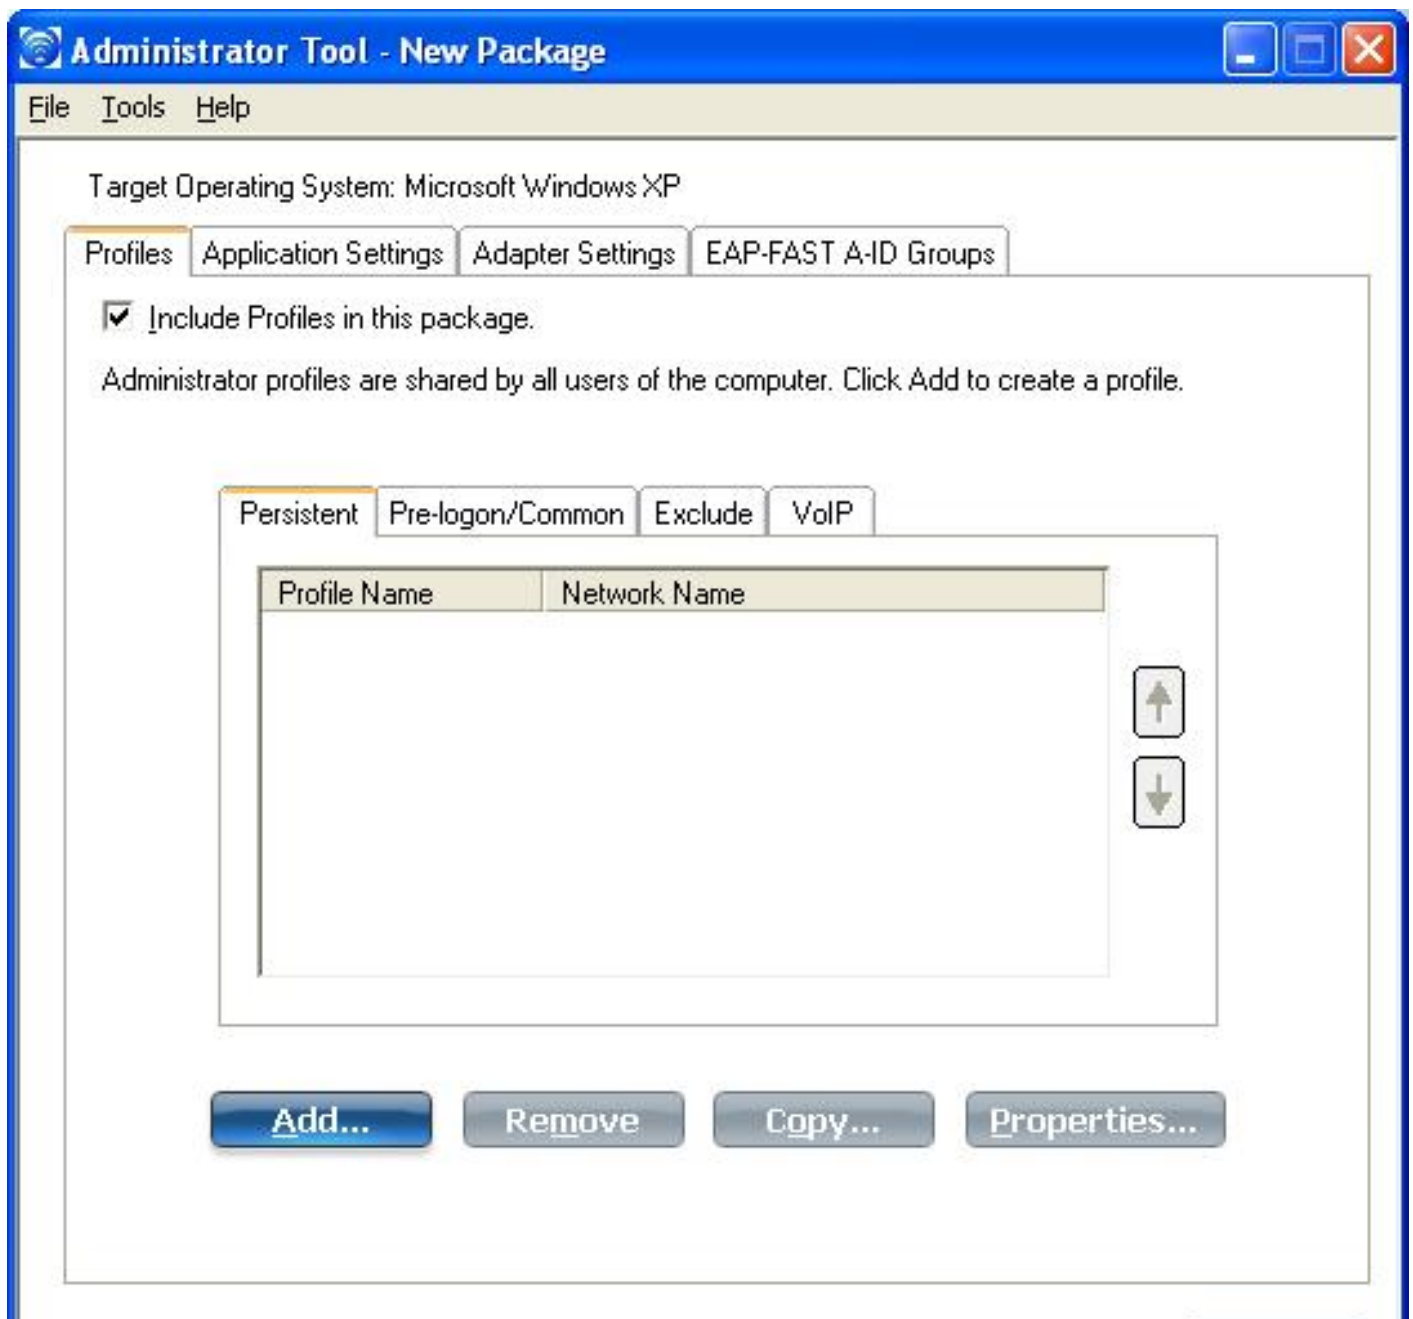 Administrator Tool - New Package
File Tools Help
Target Operating System: Microsoft Windows XP
Profiles Application Settings Adapter Settings EAP-FAST A-ID Groups
Include Profiles in this package.
Administrator profiles are shared by all users of the computer. Click Add to create a profile.
Persistent Pre-logon/Common Exclude VoIP
Profile Name Network Name
Add... Remove Copy... Properties...